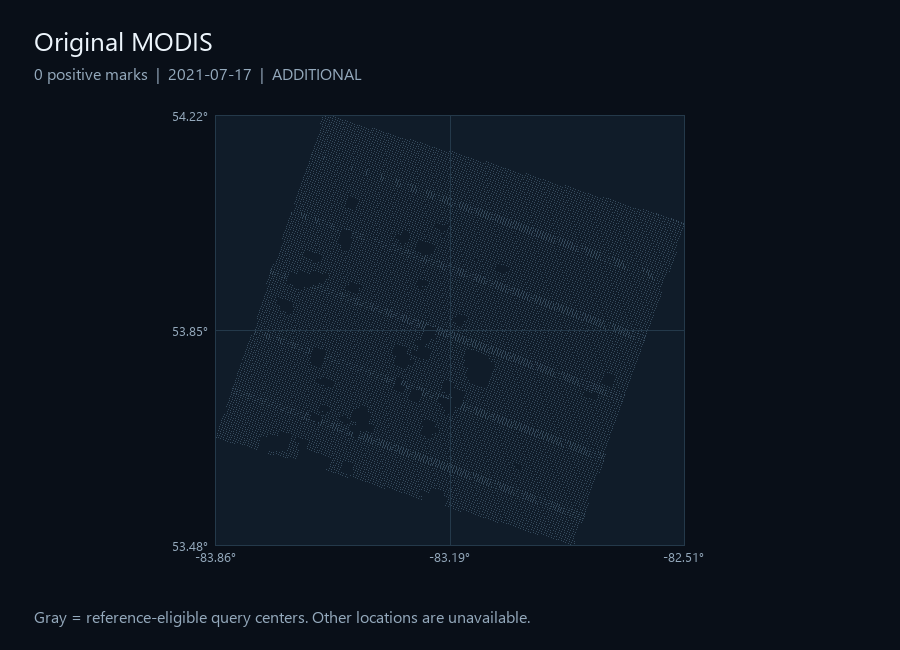 Original MODIS
0 positive marks | 2021-07-17 | ADDITIONAL
54.22°
53.85°
53.48°
-83.86°
-83.19°
-82.51°
Gray = reference-eligible query centers. Other locations are unavailable.